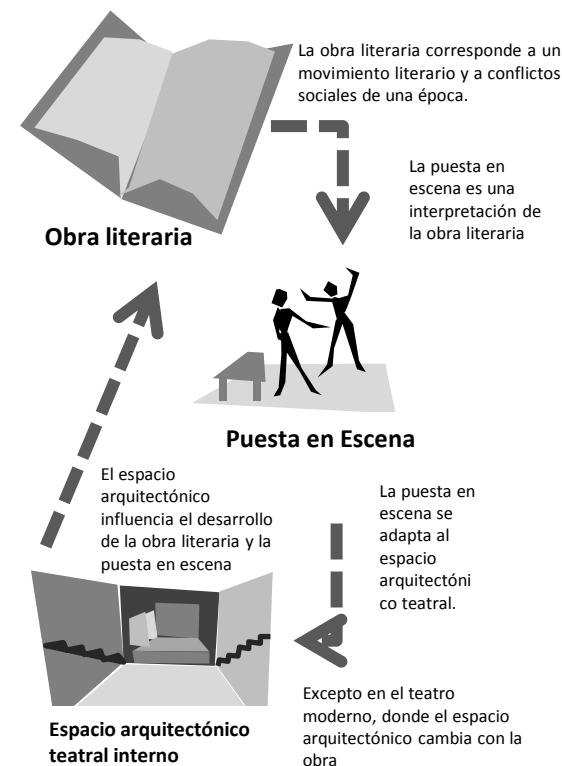 La obra literaria corresponde a un
movimiento literario y a conflictos
sociales de una época.
La puesta en
escena es una
interpretación de
la obra literaria
Obra literaria
Puesta en Escena
El espacio
arquitectónico
influencia el desarrollo
de la obra literaria y la
puesta en escena
La puesta en
escena se
adapta al
espacio
arquitectóni
co teatral.
Excepto en el teatro
moderno, donde el espacio
arquitectónico cambia con la
obra
Espacio arquitectónico
teatral interno